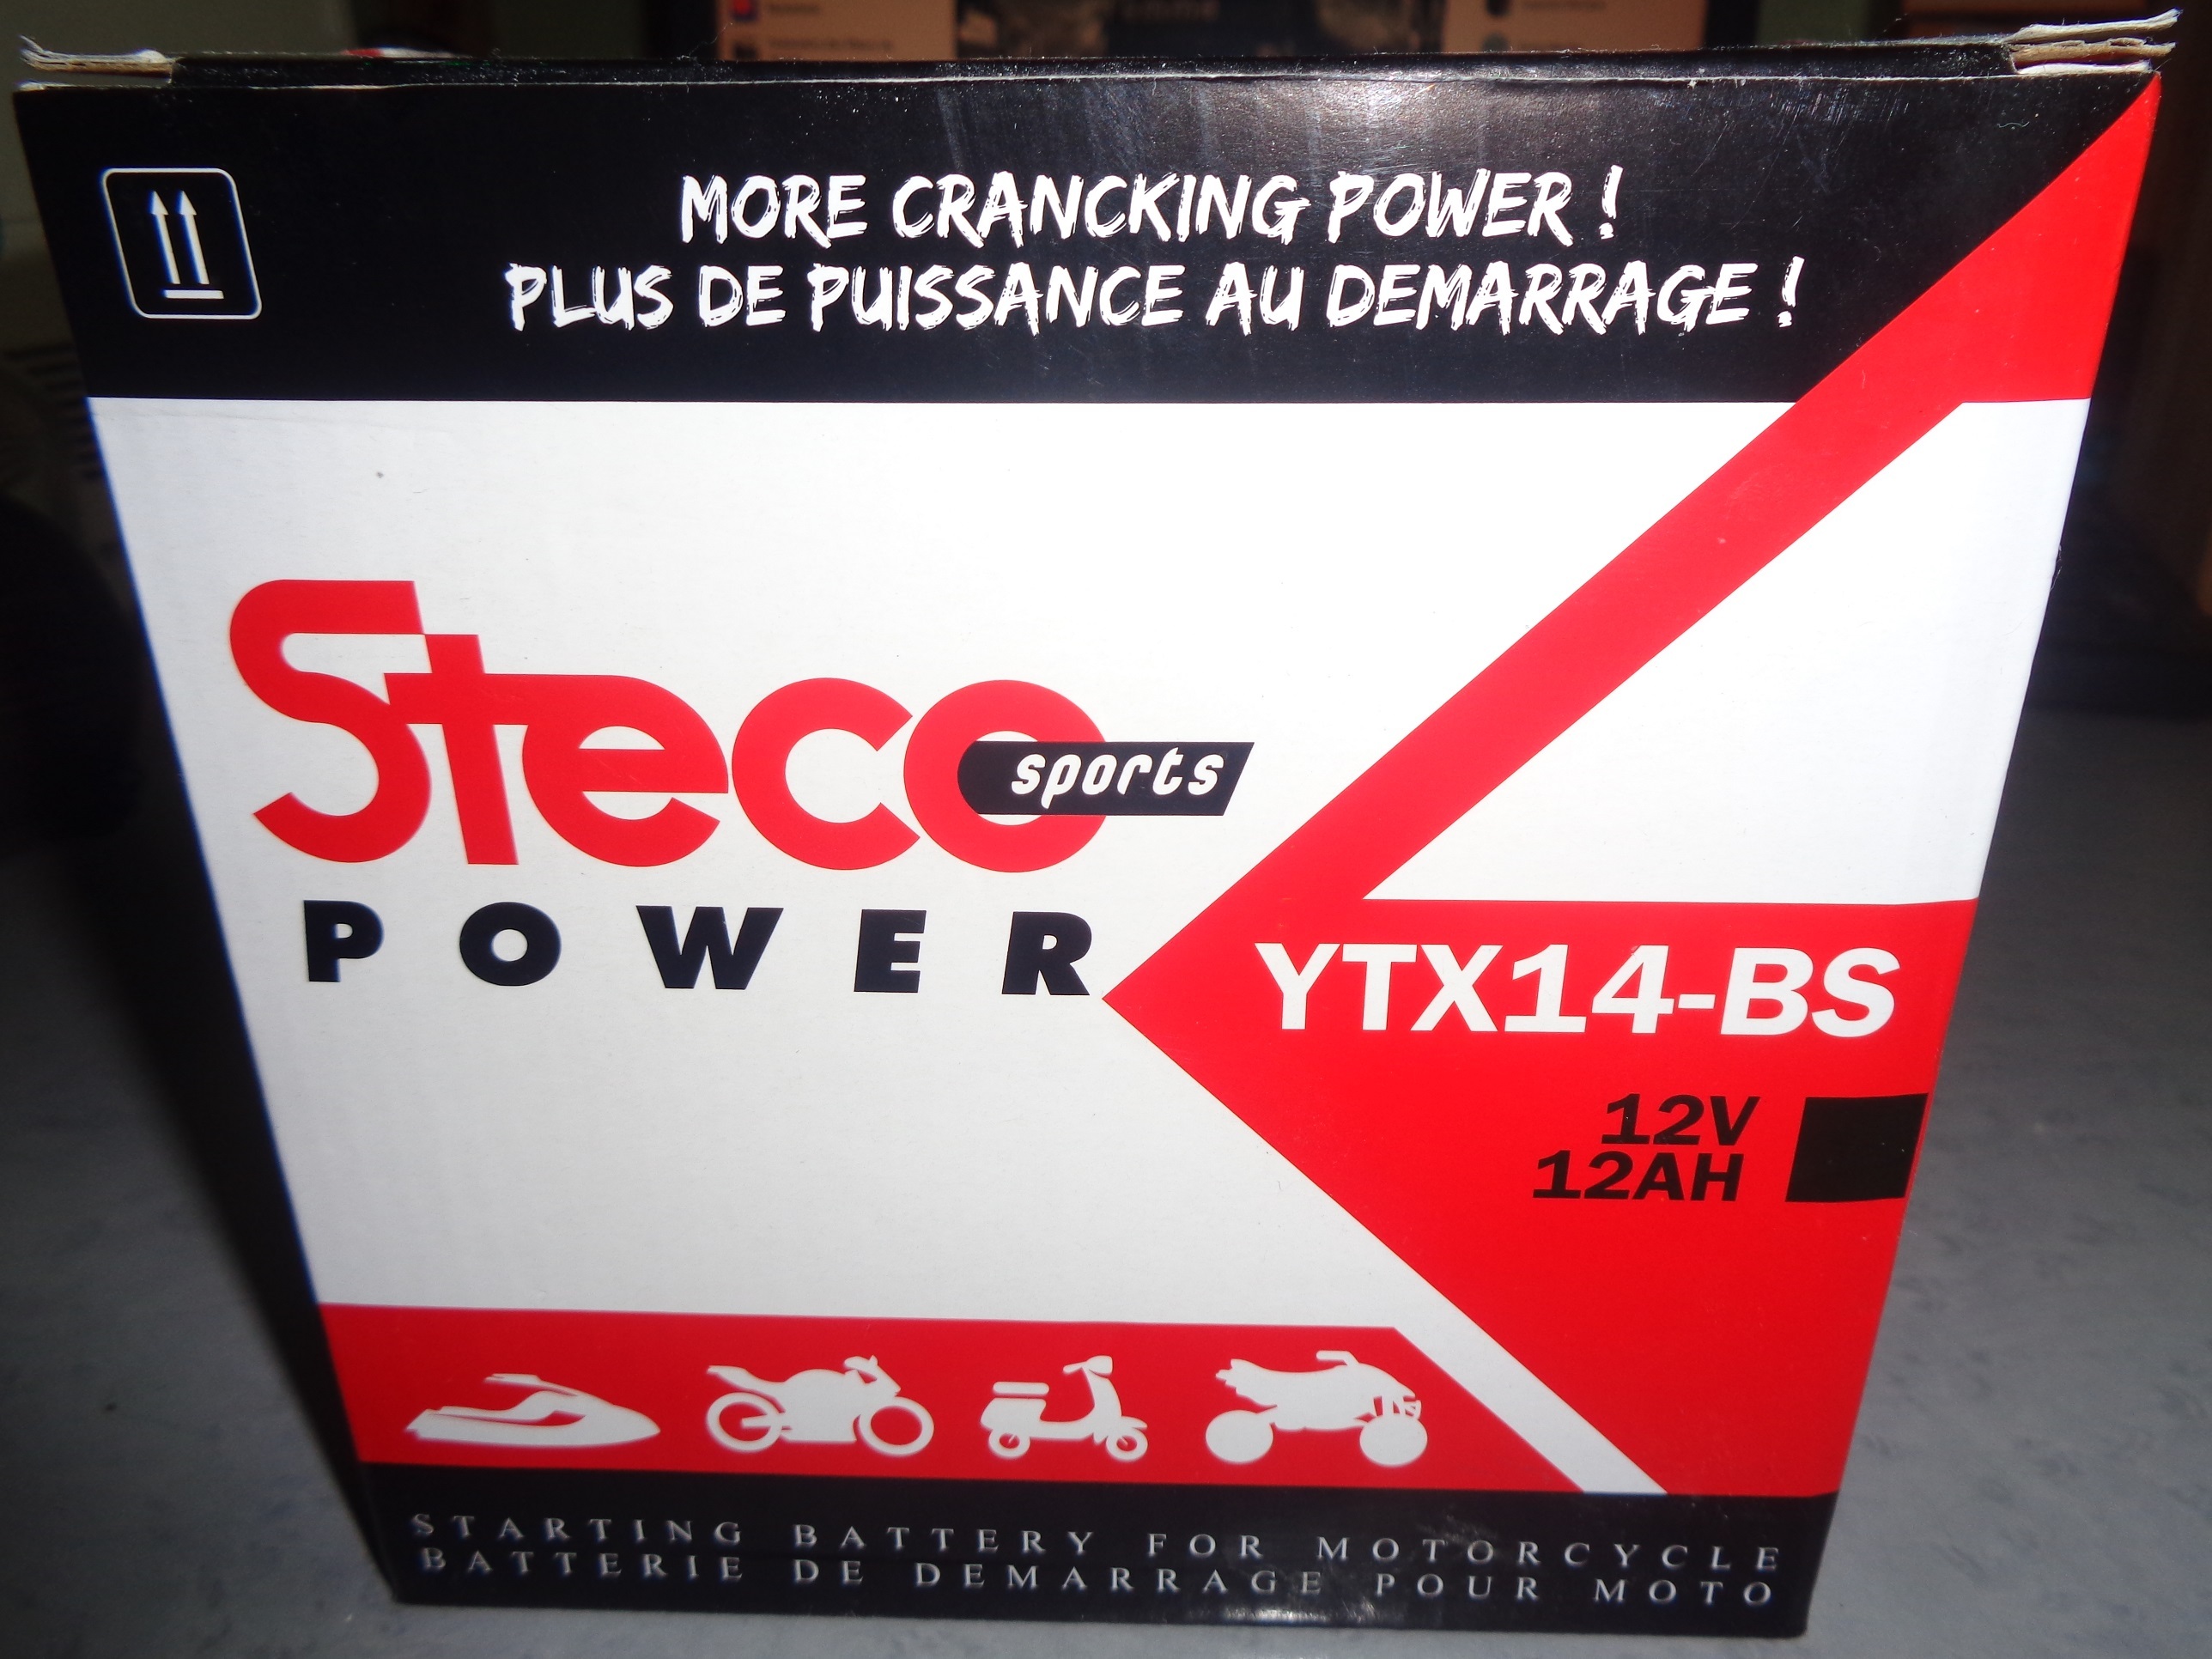 MORE CRANCKING POWER !
PLUS DE PUISSANCE AU DEMARRAGE !
Steco
sports
POWER
YTX14-BS
12V
12AH
STARTING BATTERY FOR MOTORCYCLE
BATTERIE DE DEMARRAGE POUR MOTO